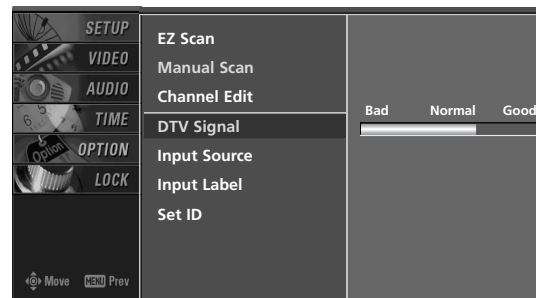 SETUP
VIDEO
AUDIO
TIME
OPTION
LOCK
Move MENU Prev
EZ Scan
Manual Scan
Channel Edit
DTV Signal
Input Source
Input Label
Set ID
Bad Normal Good